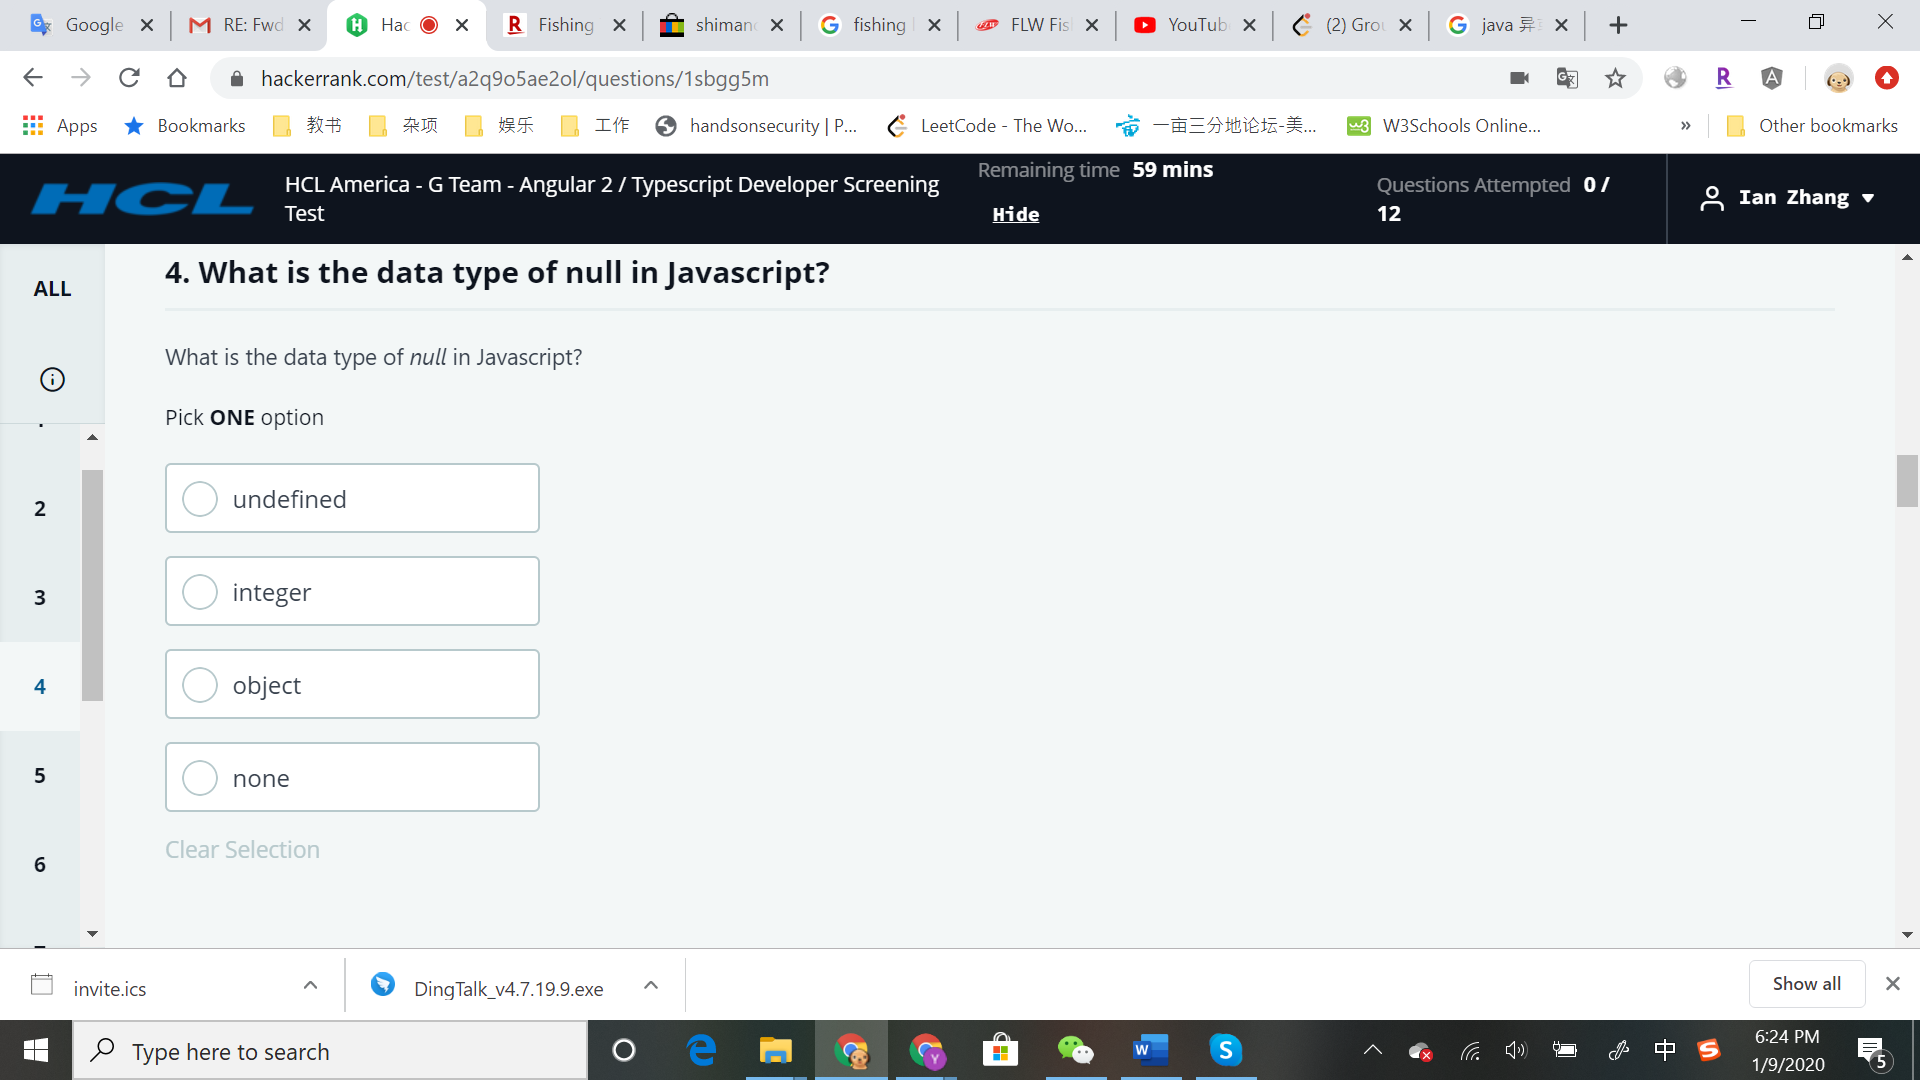 Google
RE: Fwd
Hac
Fishing
shiman
fishing
FLW Fis
YouTub
(2) Grou
java 异
hackerrank.com/test/a2q9o5ae2ol/questions/1sbgg5m
Apps
Bookmarks
教书
杂项
娱乐
工作
handsonsecurity | P...
LeetCode - The Wo...
一亩三分地论坛-美...
W3Schools Online...
»
Other bookmarks
HCL
HCL America - G Team - Angular 2 / Typescript Developer Screening
Test
Remaining time 59 mins
Hide
Questions Attempted 0 /
12
Ian Zhang
ALL
2
3
4
5
6
4. What is the data type of null in Javascript?
What is the data type of null in Javascript?
Pick ONE option
undefined
integer
object
none
Clear Selection
invite.ics
DingTalk_v4.7.19.9.exe
Show all
Type here to search
中
6:24 PM
1/9/2020
5